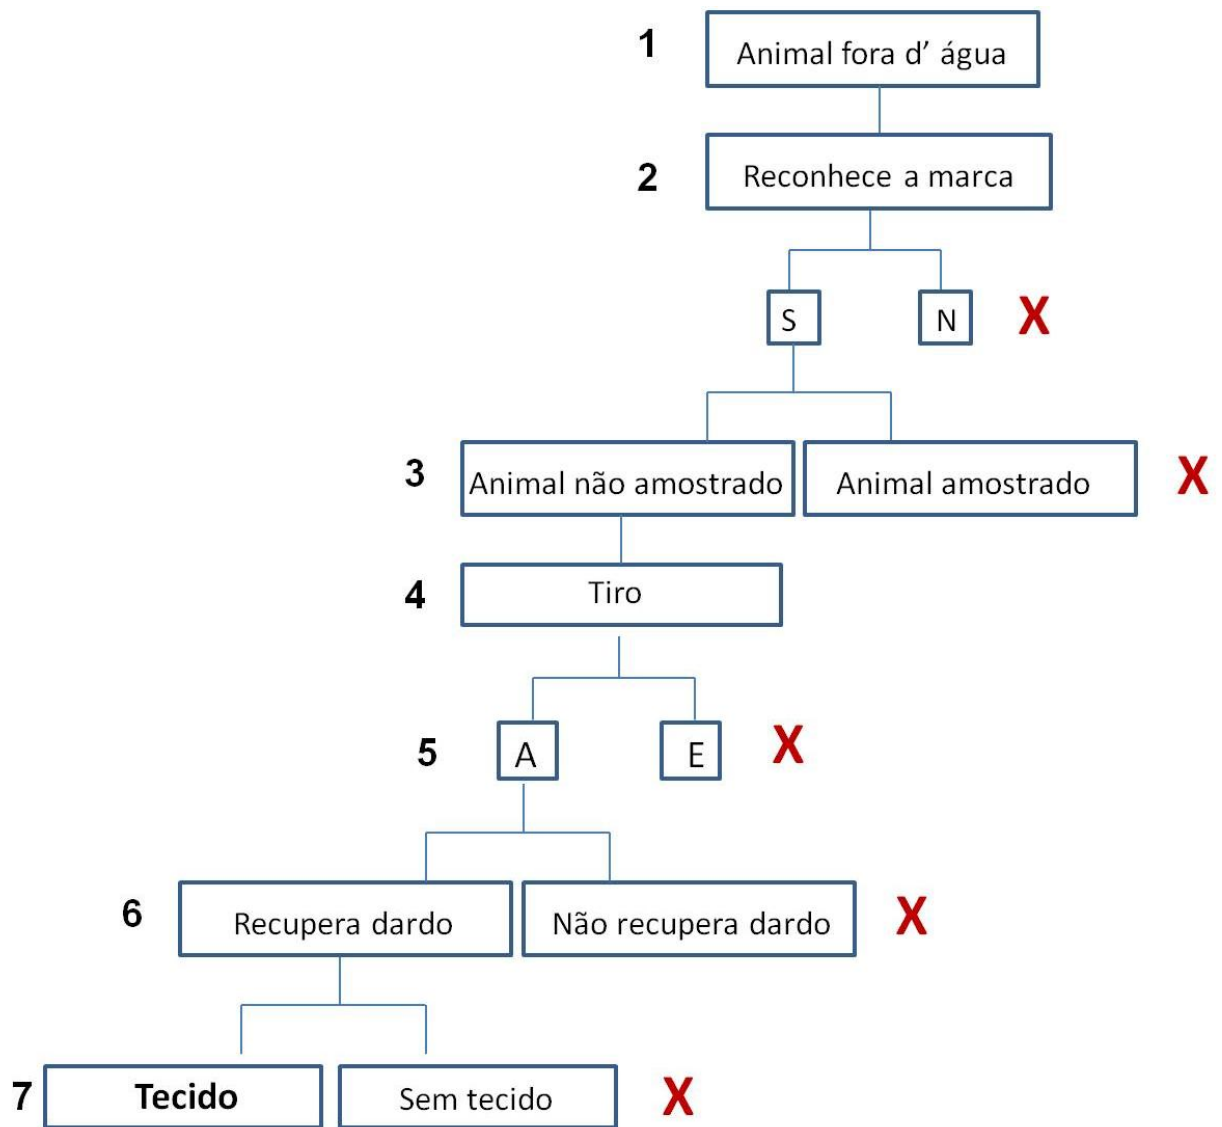 1 Animal fora d’ água
2 Reconhece a marca
S N X
3 Animal não amostrado Animal amostrado X
4 Tiro
5 A E X
6 Recupera dardo Não recupera dardo X
7 Tecido Sem tecido X